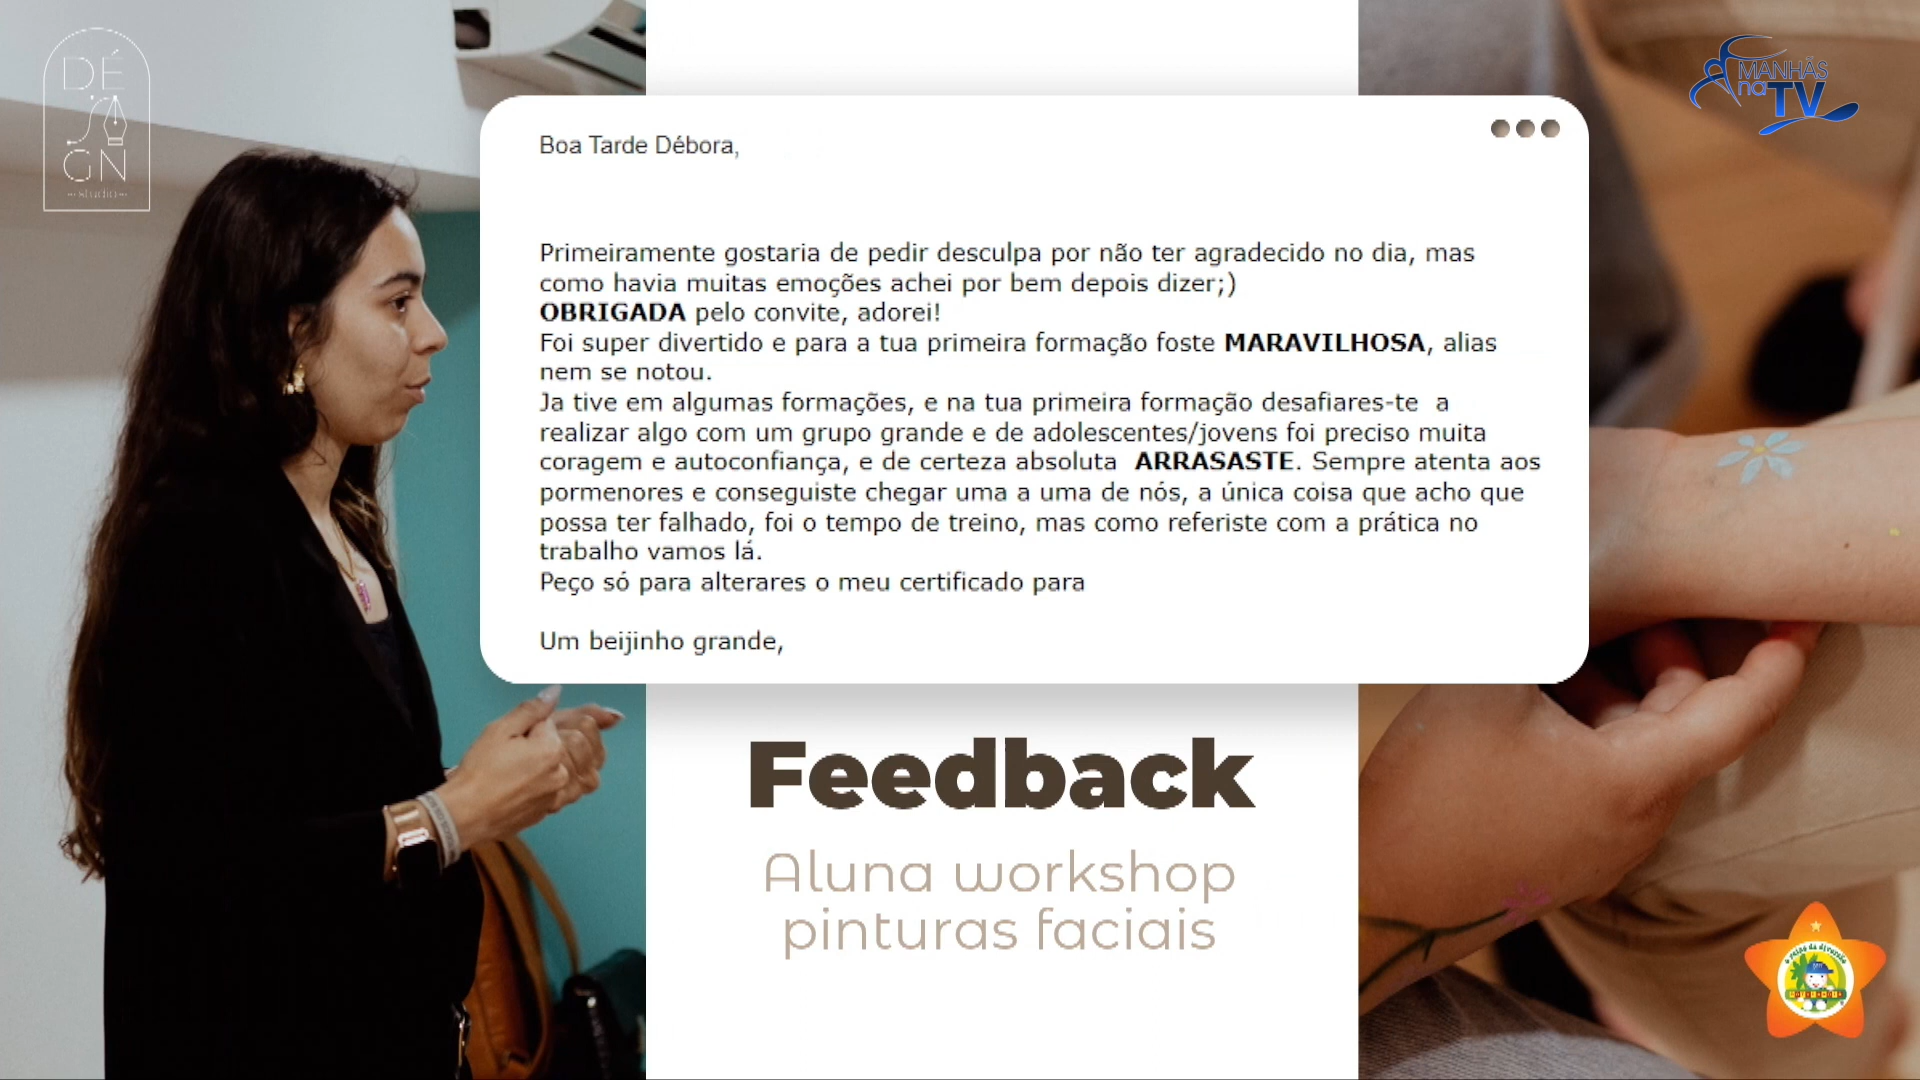 DÉ
GN
studio
MANHÃS
na TV
Boa Tarde Débora,
Primeiramente gostaria de pedir desculpa por não ter agradecido no dia, mas
como havia muitas emoções achei por bem depois dizer;)
OBRIGADA pelo convite, adorei!
Foi super divertido e para a tua primeira formação foste MARAVILHOSA, alias
nem se notou.
Ja tive em algumas formações, e na tua primeira formação desafiares-te a
realizar algo com um grupo grande e de adolescentes/jovens foi preciso muita
coragem e autoconfiança, e de certeza absoluta ARRASASTE. Sempre atenta aos
pormenores e conseguiste chegar uma a uma de nós, a única coisa que acho que
possa ter falhado, foi o tempo de treino, mas como referiste com a prática no
trabalho vamos lá.
Peço só para alterares o meu certificado para
Um beijinho grande,
Feedback
Aluna workshop
pinturas faciais